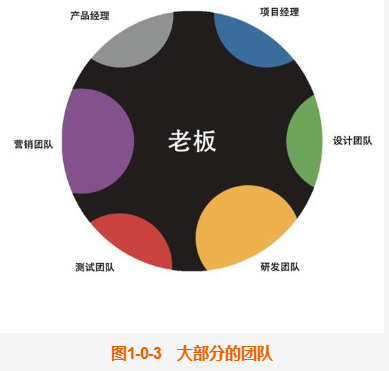 产品经理
项目经理
营销团队
老板
设计团队
测试团队
研发团队
图1-0-3 大部分的团队